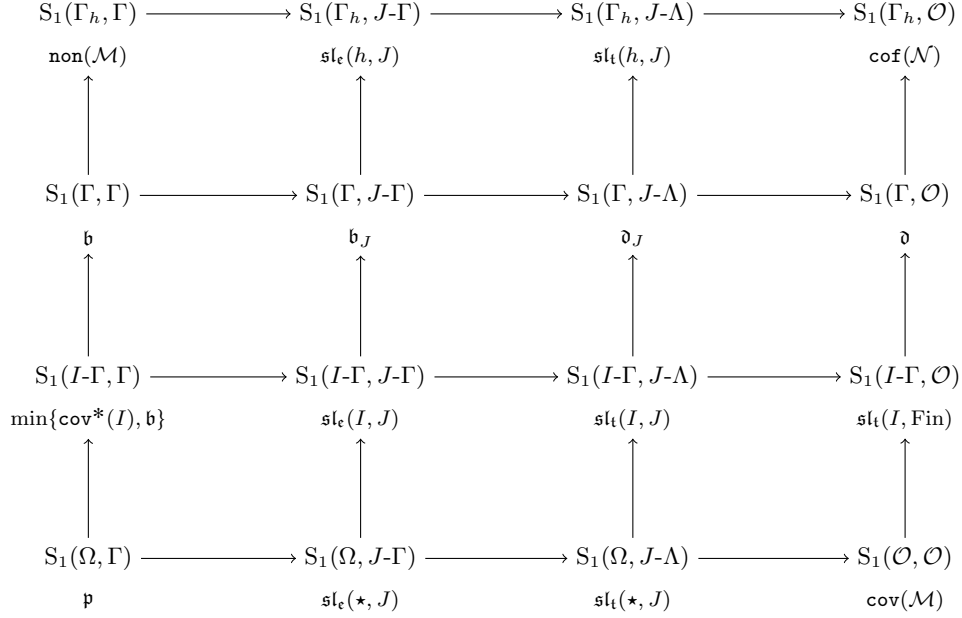 S₁(Γₕ, Γ) S₁(Γₕ, J-Γ) S₁(Γₕ, J-Λ) S₁(Γₕ, 𝒪)
non(ℳ) 𝔰𝔩𝔢(h, J) 𝔰𝔩𝔱(h, J) cof(𝒩)
S₁(Γ, Γ) S₁(Γ, J-Γ) S₁(Γ, J-Λ) S₁(Γ, 𝒪)
𝔟 𝔟_J 𝔡_J 𝔡
S₁(I-Γ, Γ) S₁(I-Γ, J-Γ) S₁(I-Γ, J-Λ) S₁(I-Γ, 𝒪)
min{cov*(I), 𝔟} 𝔰𝔩𝔢(I, J) 𝔰𝔩𝔱(I, J) 𝔰𝔩𝔱(I, Fin)
S₁(Ω, Γ) S₁(Ω, J-Γ) S₁(Ω, J-Λ) S₁(𝒪, 𝒪)
𝔭 𝔰𝔩𝔢(⋆, J) 𝔰𝔩𝔱(⋆, J) cov(ℳ)